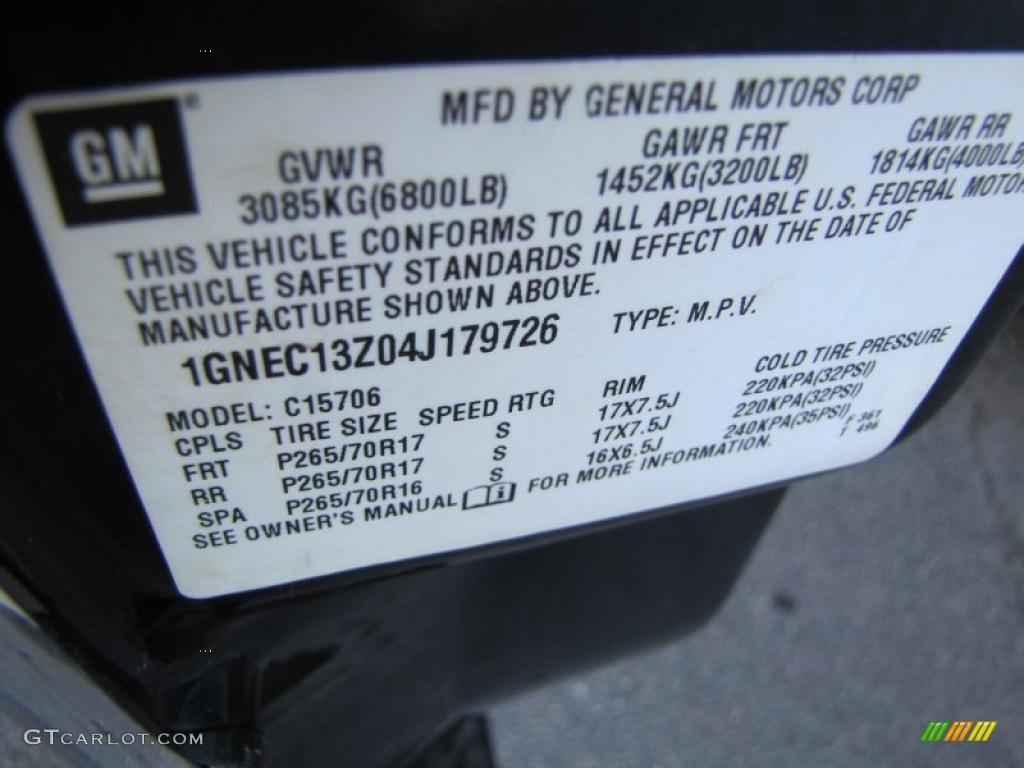 GM
MFD BY GENERAL MOTORS CORP
GVWR GAWR FRT GAWR RR
3085KG(6800LB) 1452KG(3200LB) 1814KG(4000LB)
THIS VEHICLE CONFORMS TO ALL APPLICABLE U.S. FEDERAL MOTOR
VEHICLE SAFETY STANDARDS IN EFFECT ON THE DATE OF
MANUFACTURE SHOWN ABOVE.
1GNEC13Z04J179726 TYPE: M.P.V.
MODEL: C15706
CPLS TIRE SIZE SPEED RTG RIM COLD TIRE PRESSURE
FRT P265/70R17 S 17X7.5J 220KPA(32PSI)
RR P265/70R17 S 17X7.5J 220KPA(32PSI)
SPA P265/70R16 S 16X6.5J 240KPA(35PSI)
SEE OWNER'S MANUAL i FOR MORE INFORMATION.
F 361
T 496
GTCARLOT.COM